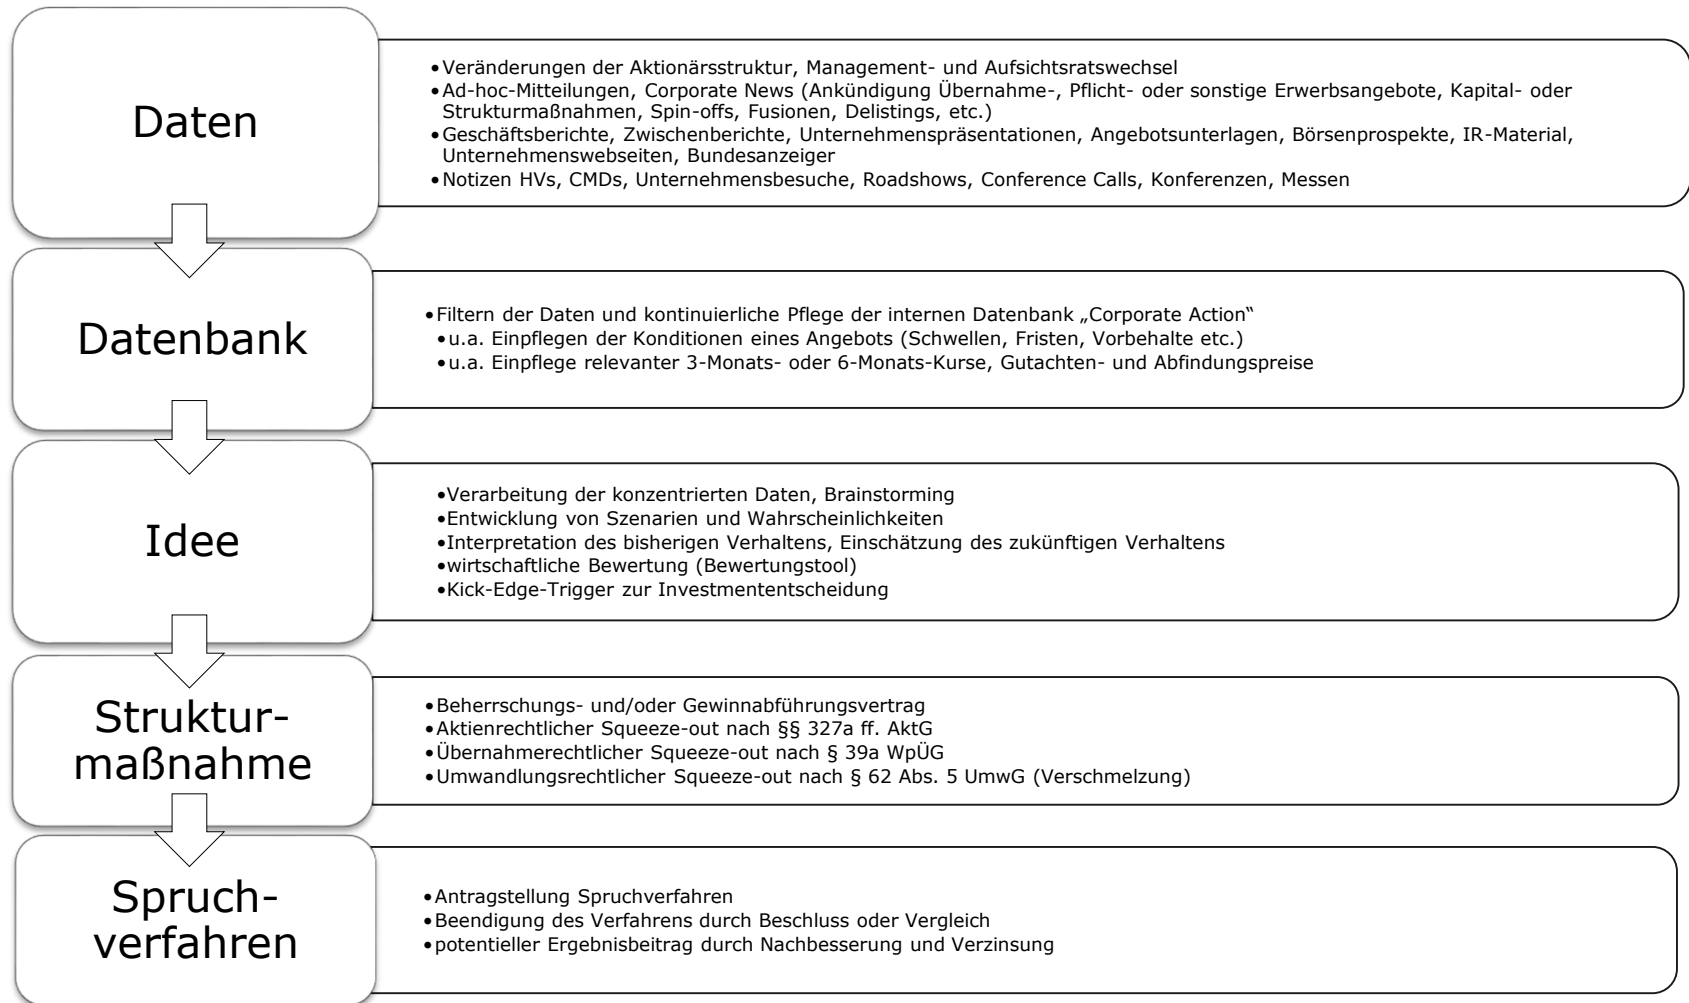 Daten
•Veränderungen der Aktionärsstruktur, Management- und Aufsichtsratswechsel
•Ad-hoc-Mitteilungen, Corporate News (Ankündigung Übernahme-, Pflicht- oder sonstige Erwerbsangebote, Kapital- oder
Strukturmaßnahmen, Spin-offs, Fusionen, Delistings, etc.)
•Geschäftsberichte, Zwischenberichte, Unternehmenspräsentationen, Angebotsunterlagen, Börsenprospekte, IR-Material,
Unternehmenswebseiten, Bundesanzeiger
•Notizen HVs, CMDs, Unternehmensbesuche, Roadshows, Conference Calls, Konferenzen, Messen
Datenbank
•Filtern der Daten und kontinuierliche Pflege der internen Datenbank „Corporate Action“
•u.a. Einpflegen der Konditionen eines Angebots (Schwellen, Fristen, Vorbehalte etc.)
•u.a. Einpflege relevanter 3-Monats- oder 6-Monats-Kurse, Gutachten- und Abfindungspreise
Idee
•Verarbeitung der konzentrierten Daten, Brainstorming
•Entwicklung von Szenarien und Wahrscheinlichkeiten
•Interpretation des bisherigen Verhaltens, Einschätzung des zukünftigen Verhaltens
•wirtschaftliche Bewertung (Bewertungstool)
•Kick-Edge-Trigger zur Investmententscheidung
Struktur-
maßnahme
•Beherrschungs- und/oder Gewinnabführungsvertrag
•Aktienrechtlicher Squeeze-out nach §§ 327a ff. AktG
•Übernahmerechtlicher Squeeze-out nach § 39a WpÜG
•Umwandlungsrechtlicher Squeeze-out nach § 62 Abs. 5 UmwG (Verschmelzung)
Spruch-
verfahren
•Antragstellung Spruchverfahren
•Beendigung des Verfahrens durch Beschluss oder Vergleich
•potentieller Ergebnisbeitrag durch Nachbesserung und Verzinsung